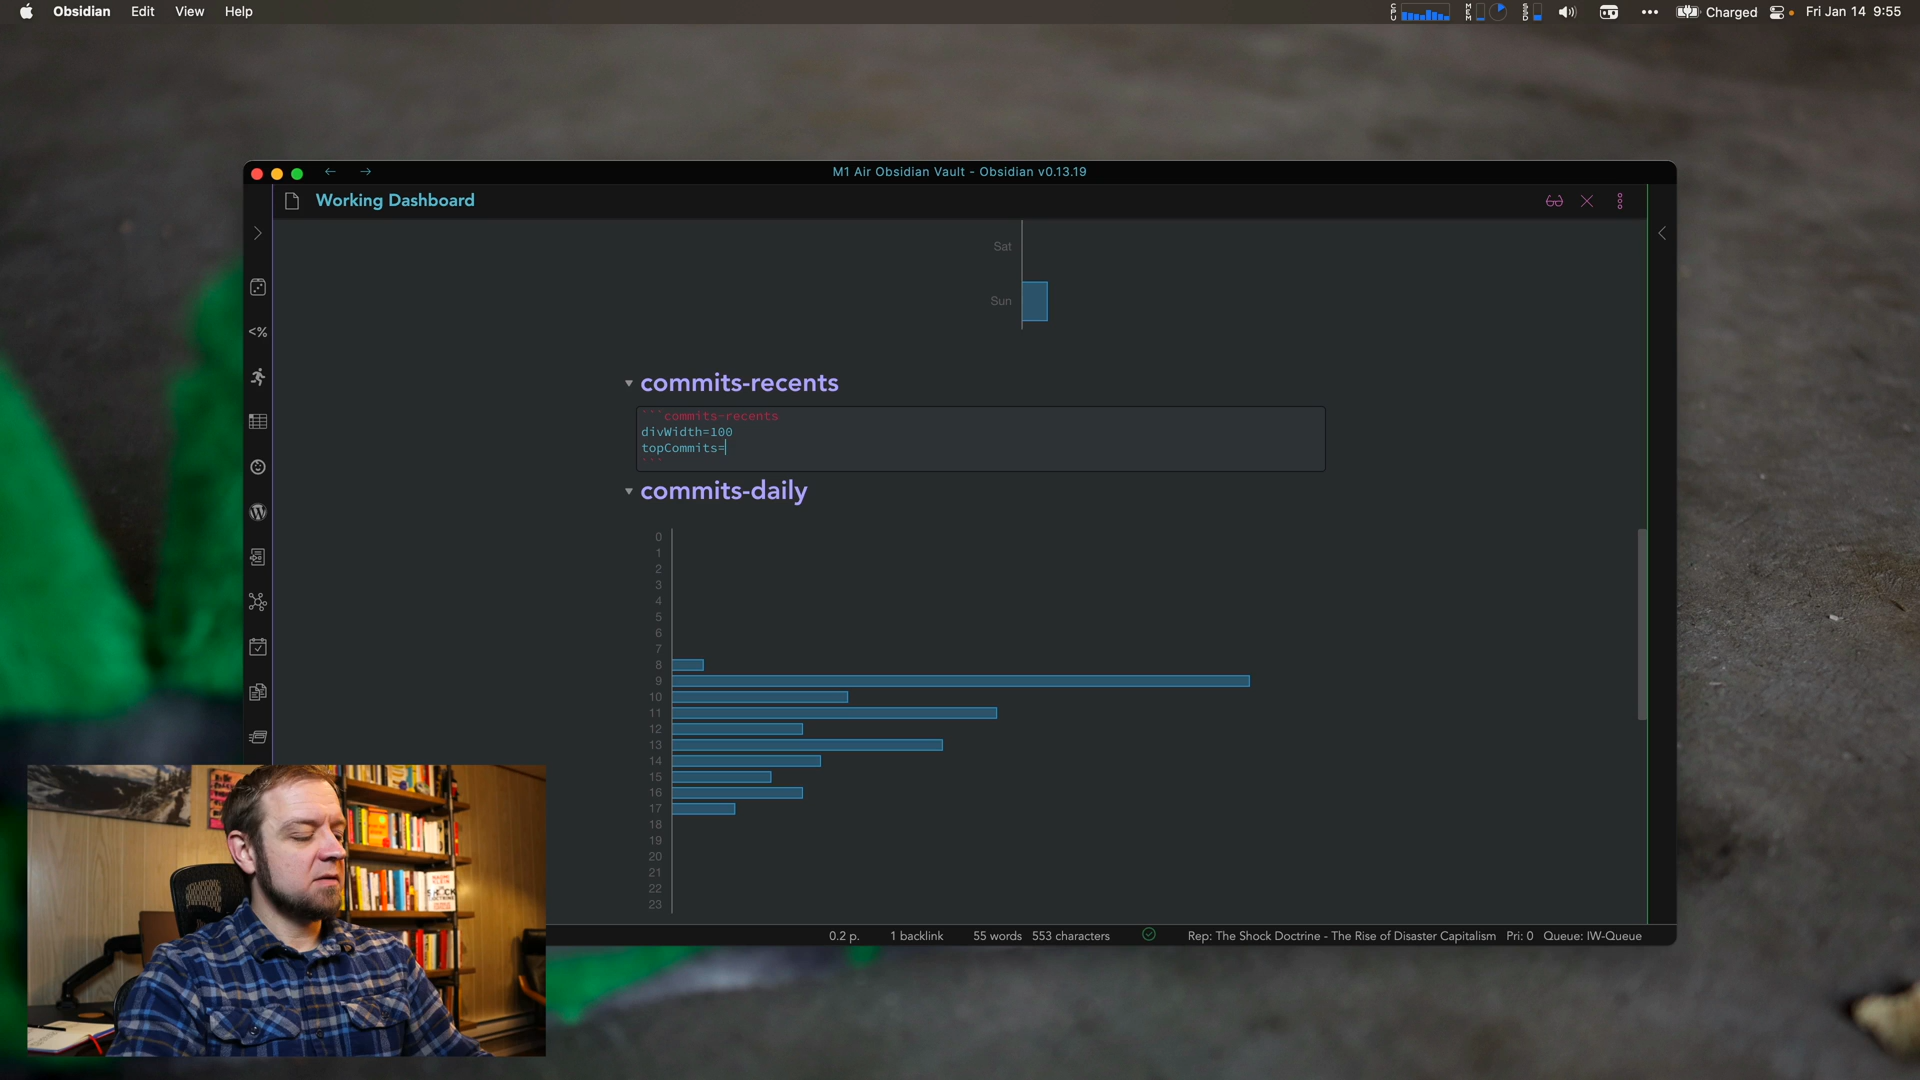 Obsidian Edit View Help
CPU MEM SSD Charged Fri Jan 14 9:55
M1 Air Obsidian Vault - Obsidian v0.13.19
Working Dashboard
Sat
Sun
<%
commits-recents
```commits-recents
divWidth=100
topCommits=
```
commits-daily
0
1
2
3
4
5
6
7
8
9
10
11
12
13
14
15
16
17
18
19
20
21
22
23
0.2 p. 1 backlink 55 words 553 characters Rep: The Shock Doctrine - The Rise of Disaster Capitalism Pri: 0 Queue: IW-Queue